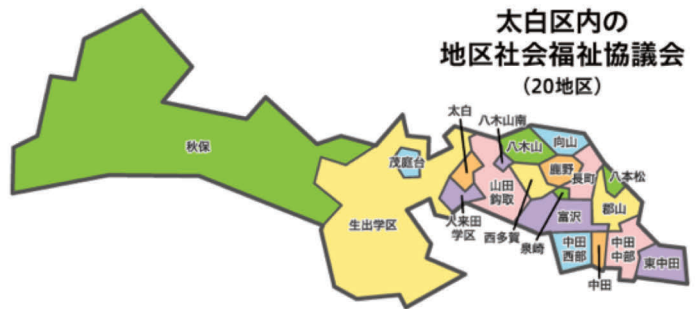 太白区内の
地区社会福祉協議会
（20地区）
秋保
生出学区
茂庭台
太白
人来田
学区
山田
鈎取
八木山南
八木山
西多賀
向山
鹿野
長町
八本松
郡山
泉崎
富沢
中田
西部
中田
中田
中部
東中田